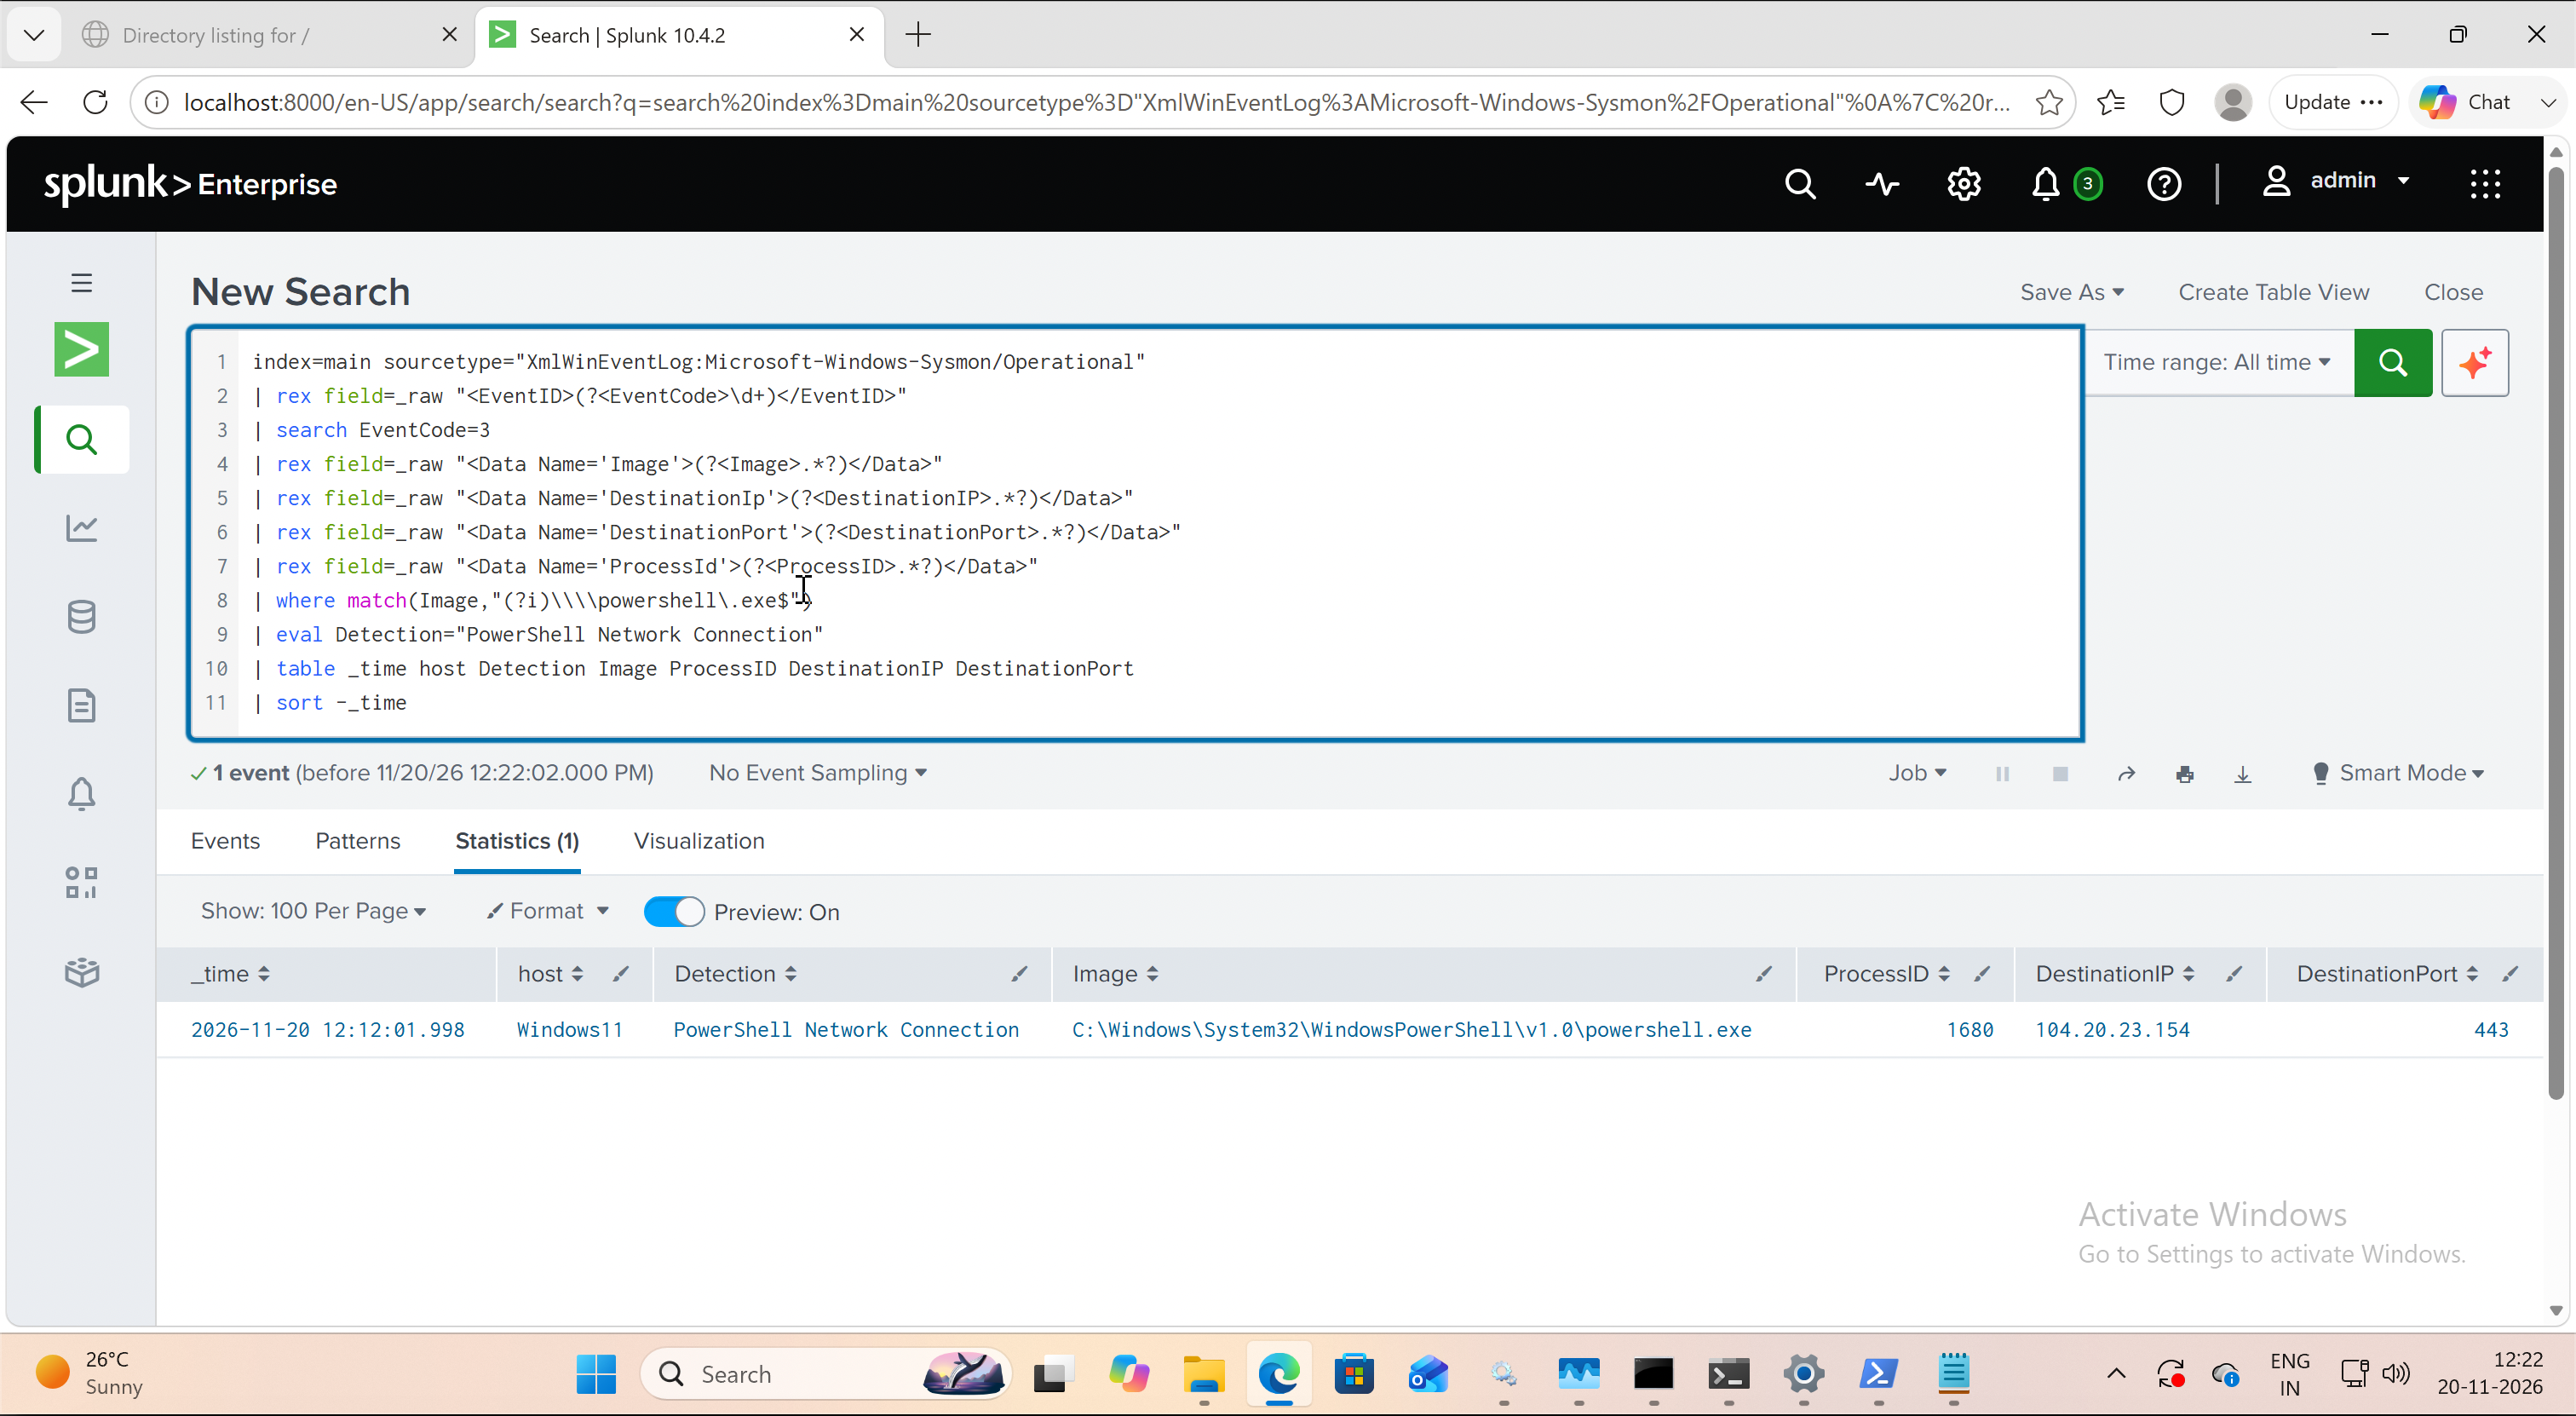 Directory listing for /
Search | Splunk 10.4.2
localhost:8000/en-US/app/search/search?q=search%20index%3Dmain%20sourcetype%3D"XmlWinEventLog%3AMicrosoft-Windows-Sysmon%2FOperational"%0A%7C%20r...
Update
Chat
splunk>Enterprise
3
admin
New Search
Save As
Create Table View
Close
1 index=main sourcetype="XmlWinEventLog:Microsoft-Windows-Sysmon/Operational"
2 | rex field=_raw "<EventID>(?<EventCode>\d+)</EventID>"
3 | search EventCode=3
4 | rex field=_raw "<Data Name='Image'>(?<Image>.*?)</Data>"
5 | rex field=_raw "<Data Name='DestinationIp'>(?<DestinationIP>.*?)</Data>"
6 | rex field=_raw "<Data Name='DestinationPort'>(?<DestinationPort>.*?)</Data>"
7 | rex field=_raw "<Data Name='ProcessId'>(?<ProcessID>.*?)</Data>"
8 | where match(Image,"(?i)\\\\powershell\.exe$")
9 | eval Detection="PowerShell Network Connection"
10 | table _time host Detection Image ProcessID DestinationIP DestinationPort
11 | sort -_time
Time range: All time
1 event (before 11/20/26 12:22:02.000 PM)
No Event Sampling
Job
Smart Mode
Events
Patterns
Statistics (1)
Visualization
Show: 100 Per Page
Format
Preview: On
_time host Detection Image ProcessID DestinationIP DestinationPort
2026-11-20 12:12:01.998 Windows11 PowerShell Network Connection C:\Windows\System32\WindowsPowerShell\v1.0\powershell.exe 1680 104.20.23.154 443
Activate Windows
Go to Settings to activate Windows.
26°C
Sunny
Search
ENG
IN
12:22
20-11-2026